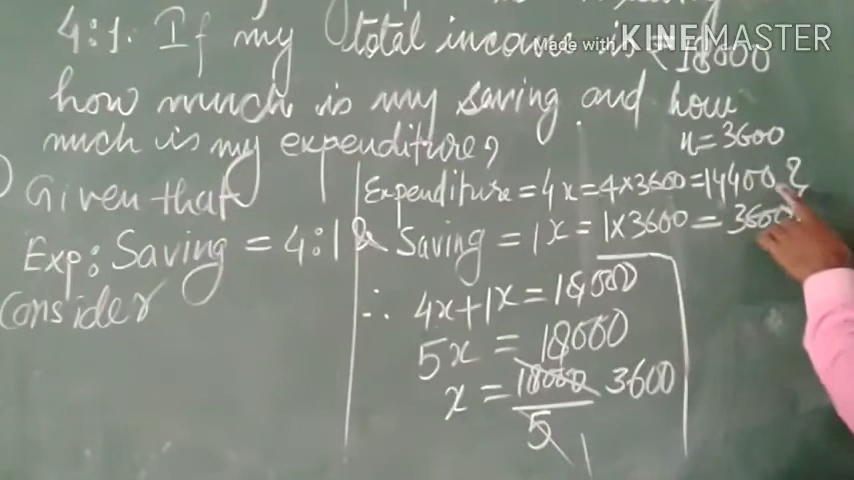 4:1. If my total income is ₹ 18000
Made with KINEMASTER
how much is my saving and how
much is my expenditure,
x = 3600
Given that
Exp: Saving = 4:1
Consider
Expenditure = 4x = 4×3600 = 14400
& Saving = 1x = 1×3600 = 3600
∴ 4x+1x = 18000
5x = 18000
x = 18000 3600
5 1